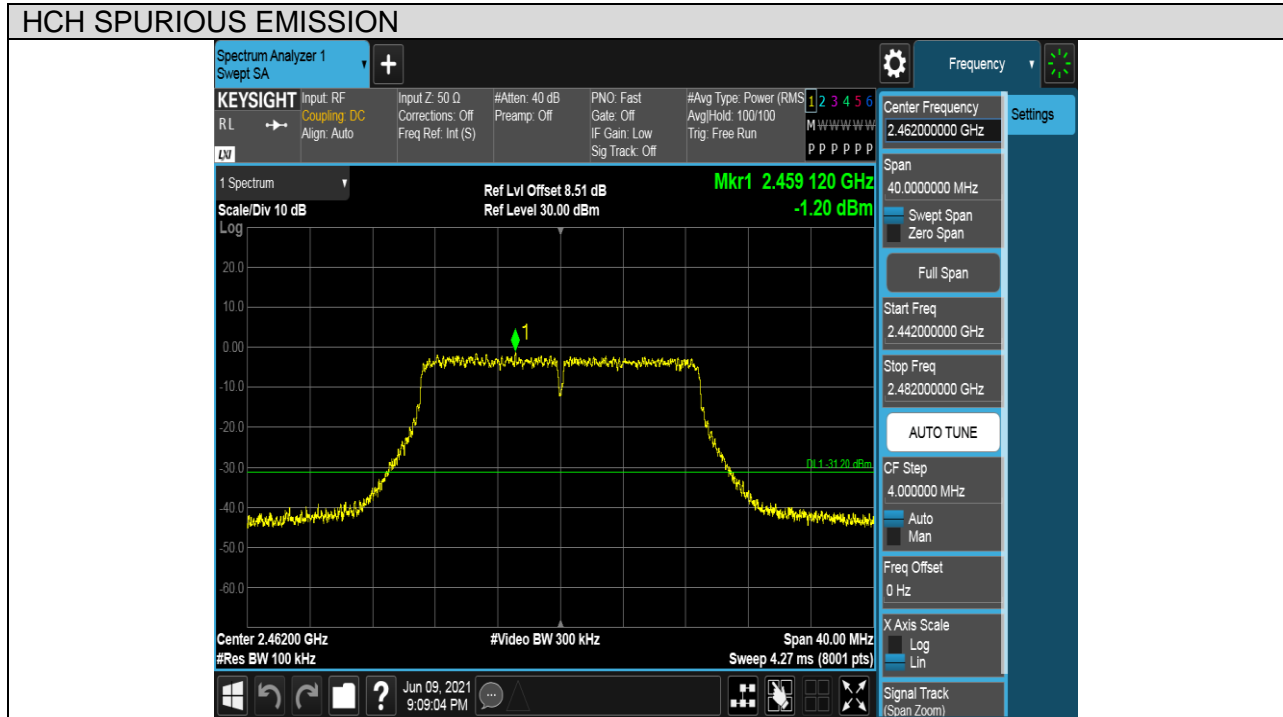 HCH SPURIOUS EMISSION
Spectrum Analyzer 1
Swept SA
+
Frequency
KEYSIGHT
RL
LXI
Input: RF
Coupling: DC
Align: Auto
Input Z: 50 Ω
Corrections: Off
Freq Ref: Int (S)
#Atten: 40 dB
Preamp: Off
PNO: Fast
Gate: Off
IF Gain: Low
Sig Track: Off
#Avg Type: Power (RMS
Avg|Hold: 100/100
Trig: Free Run
1 2 3 4 5 6
M W W W W W
P P P P P P
1 Spectrum
Scale/Div 10 dB
Ref Lvl Offset 8.51 dB
Ref Level 30.00 dBm
Mkr1 2.459 120 GHz
-1.20 dBm
Log
20.0
10.0
0.00
-10.0
-20.0
-30.0
-40.0
-50.0
-60.0
1
DL1 -31.20 dBm
Center 2.46200 GHz
#Res BW 100 kHz
#Video BW 300 kHz
Span 40.00 MHz
Sweep 4.27 ms (8001 pts)
Center Frequency
2.462000000 GHz
Settings
Span
40.0000000 MHz
Swept Span
Zero Span
Full Span
Start Freq
2.442000000 GHz
Stop Freq
2.482000000 GHz
AUTO TUNE
CF Step
4.000000 MHz
Auto
Man
Freq Offset
0 Hz
X Axis Scale
Log
Lin
Signal Track
(Span Zoom)
?
Jun 09, 2021
9:09:04 PM